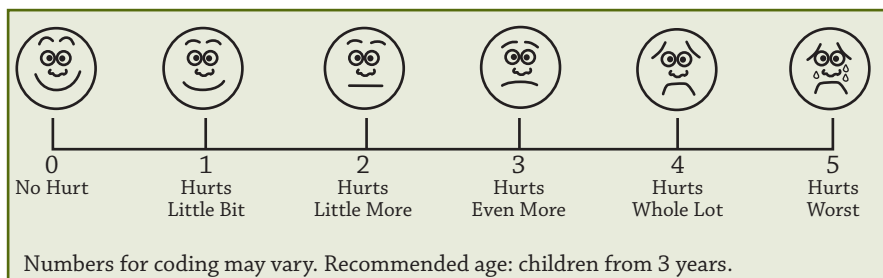 0 1 2 3 4 5
No Hurt Hurts Hurts Hurts Hurts Hurts
Little Bit Little More Even More Whole Lot Worst
Numbers for coding may vary. Recommended age: children from 3 years.